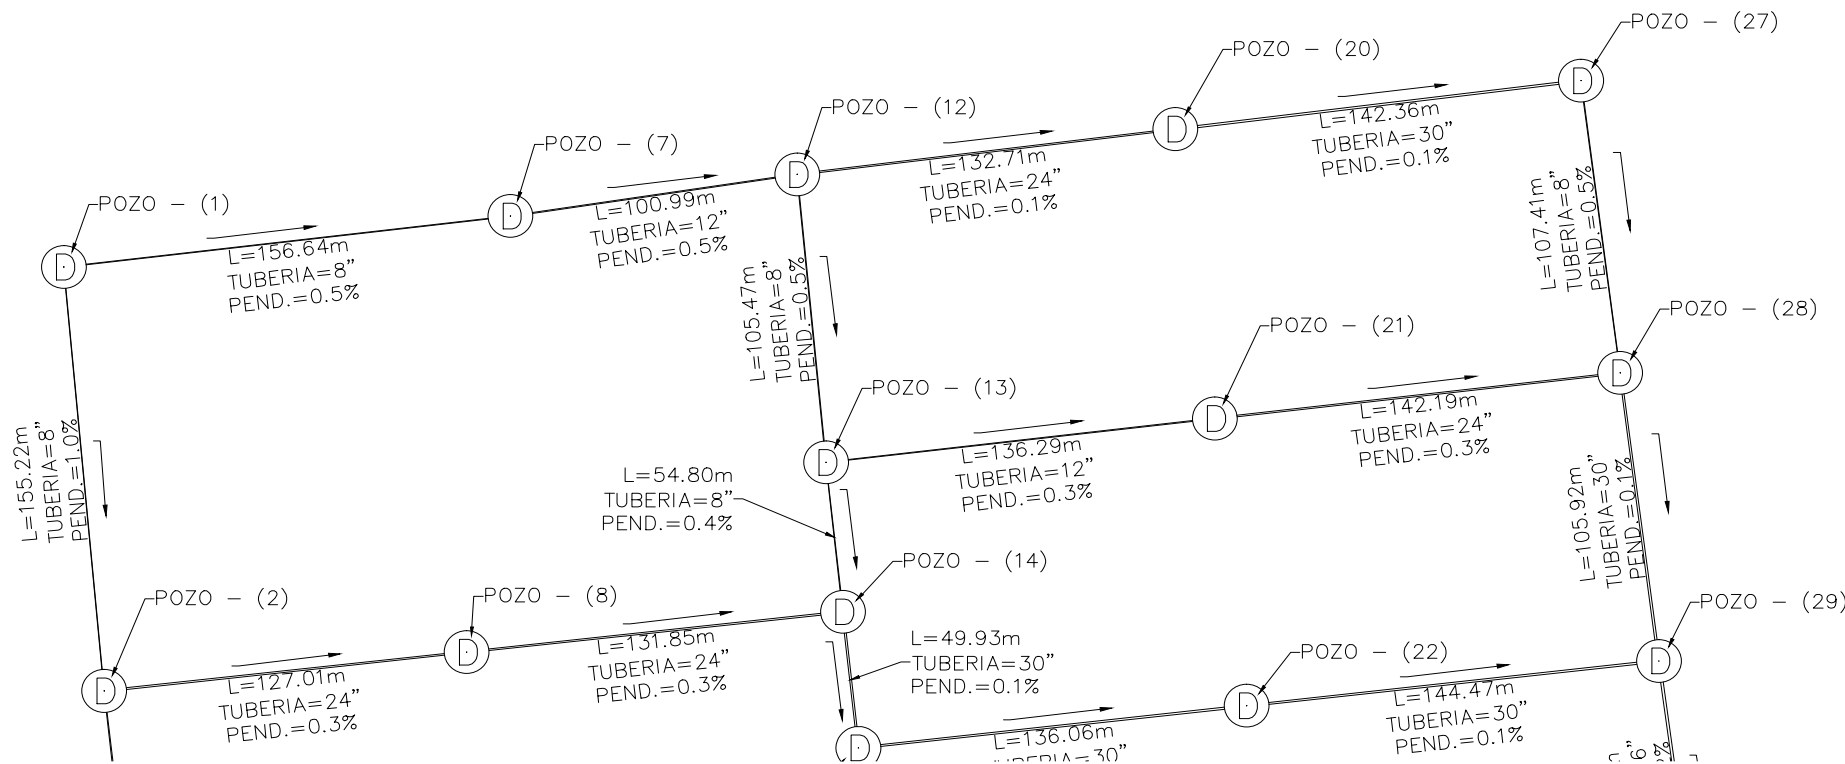 POZO - (27)
POZO - (20)
D
POZO - (12)
L=142.36m
TUBERIA=30"
PEND.=0.1%
D
POZO - (7)
L=132.71m
TUBERIA=24"
PEND.=0.1%
D
POZO - (1)
L=100.99m
TUBERIA=12"
PEND.=0.5%
D
L=156.64m
TUBERIA=8"
PEND.=0.5%
D
L=107.41m
TUBERIA=8"
PEND.=0.5%
L=105.47m
TUBERIA=8"
PEND.=0.5%
POZO - (28)
POZO - (21)
D
POZO - (13)
L=142.19m
TUBERIA=24"
PEND.=0.3%
D
L=136.29m
TUBERIA=12"
PEND.=0.3%
D
L=155.22m
TUBERIA=8"
PEND.=1.0%
L=54.80m
TUBERIA=8"
PEND.=0.4%
L=105.92m
TUBERIA=30"
PEND.=0.1%
POZO - (14)
POZO - (2)
POZO - (8)
D
POZO - (29)
L=131.85m
TUBERIA=24"
PEND.=0.3%
D
L=49.93m
TUBERIA=30"
PEND.=0.1%
POZO - (22)
D
D
L=127.01m
TUBERIA=24"
PEND.=0.3%
L=144.47m
TUBERIA=30"
PEND.=0.1%
D
D
L=136.06m
TUBERIA=30"